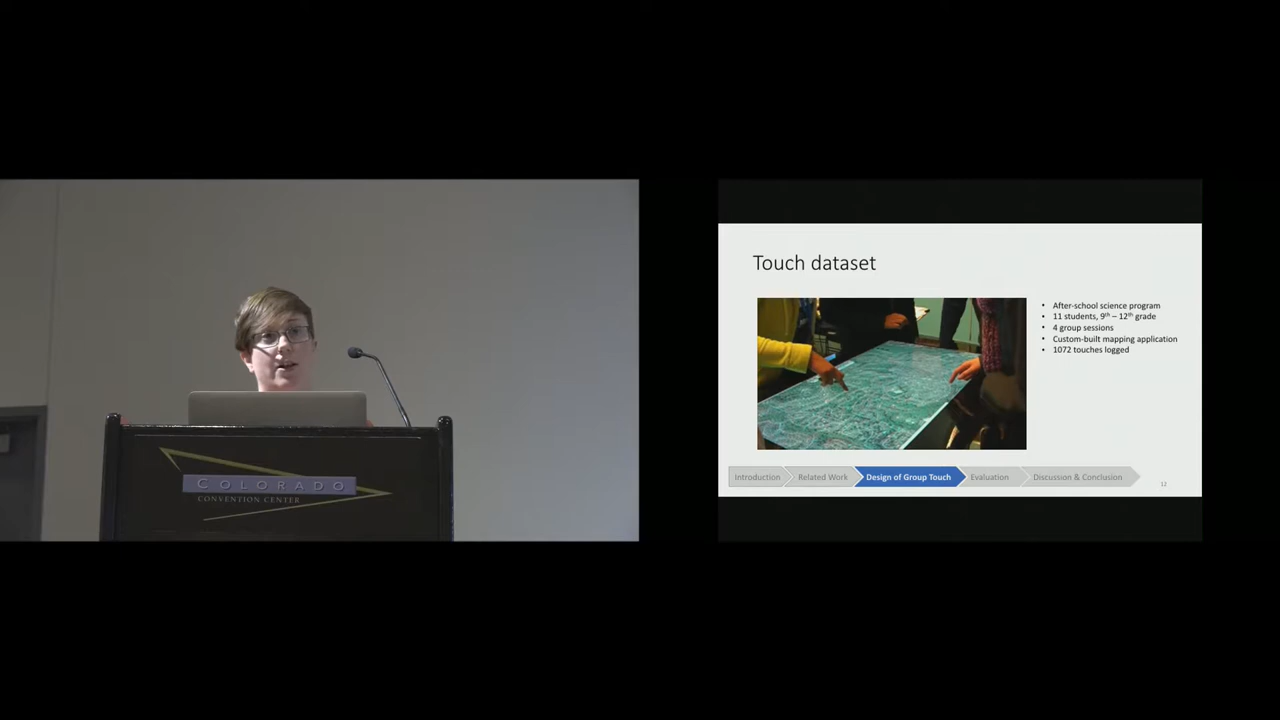 COLORADO
CONVENTION CENTER
Touch dataset
• After-school science program
• 11 students, 9th – 12th grade
• 4 group sessions
• Custom-built mapping application
• 1072 touches logged
Introduction Related Work Design of Group Touch Evaluation Discussion & Conclusion
12